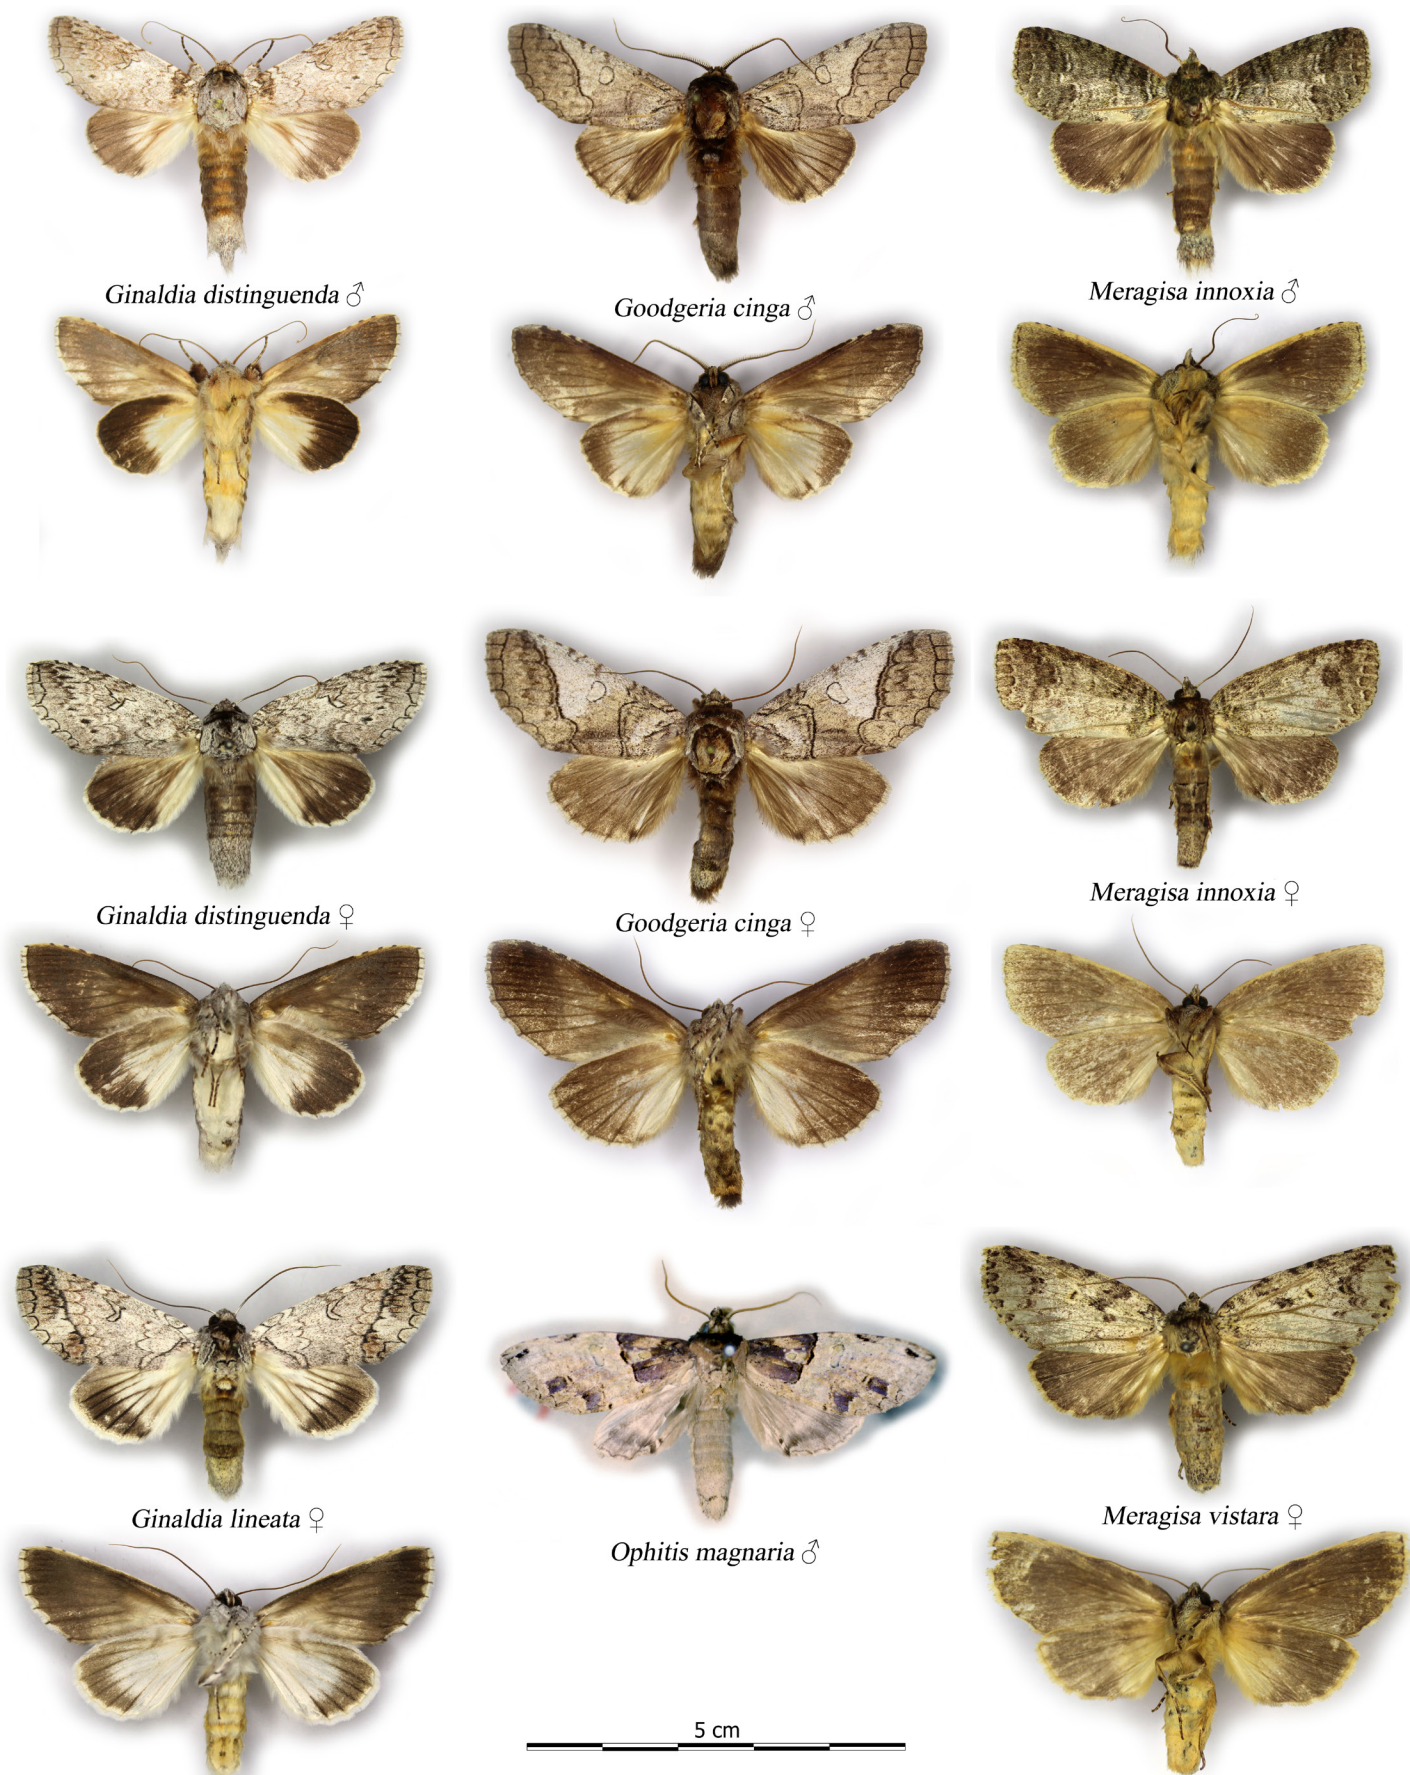 Ginaldia distinguenda ♂
Goodgeria cinga ♂
Meragisa innoxia ♂
Ginaldia distinguenda ♀
Goodgeria cinga ♀
Meragisa innoxia ♀
Ginaldia lineata ♀
Ophitis magnaria ♂
Meragisa vistara ♀
5 cm